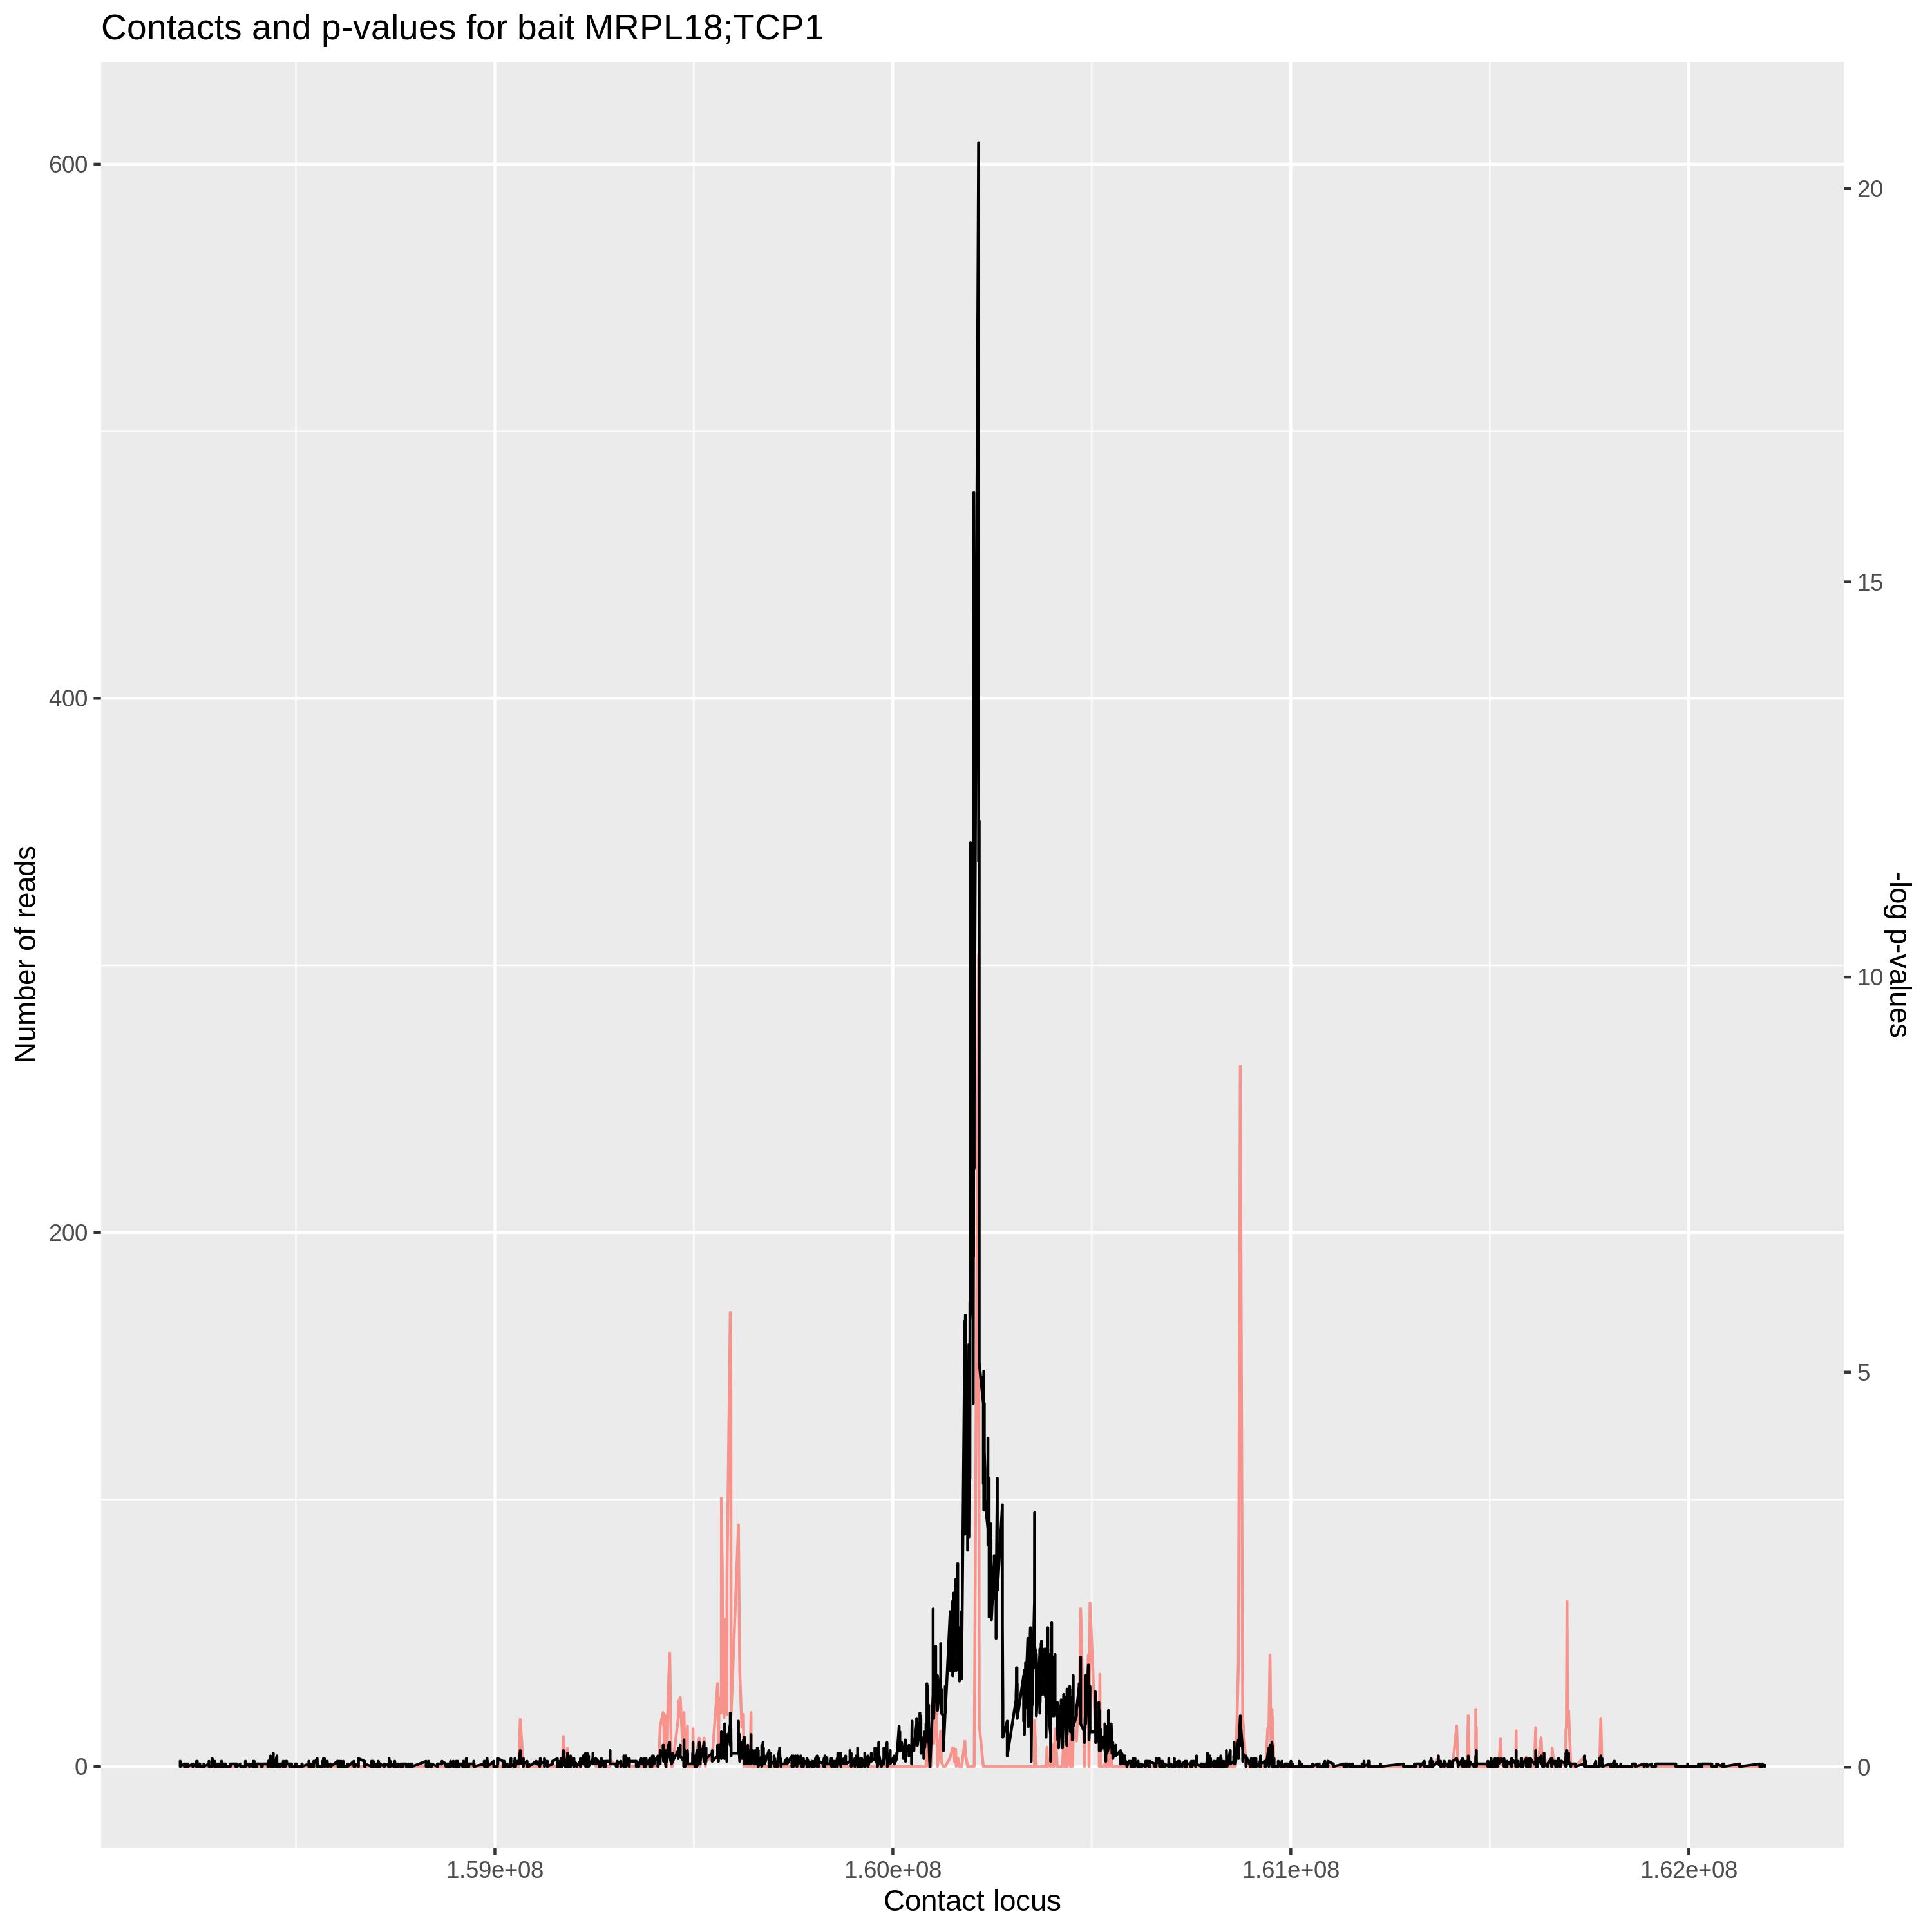 Contacts and p-values for bait MRPL18;TCP1
600
400
200
0
Number of reads
20
15
10
5
0
-log p-values
1.59e+08
1.60e+08
1.61e+08
1.62e+08
Contact locus